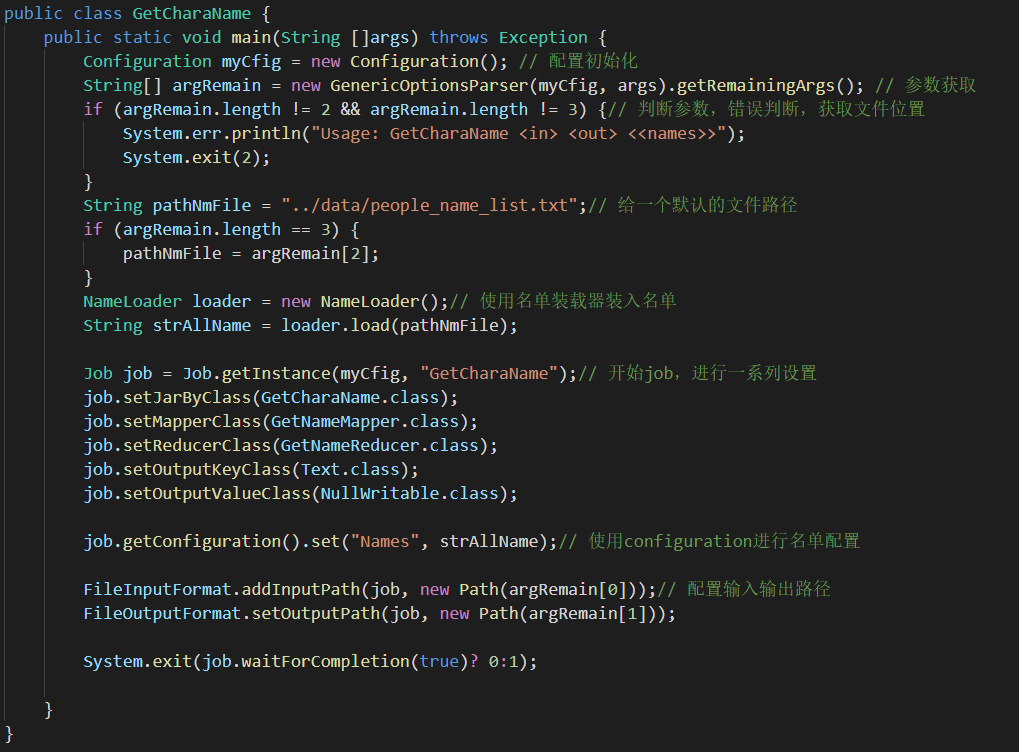 public class GetCharaName {
public static void main(String []args) throws Exception {
Configuration myCfig = new Configuration(); // 配置初始化
String[] argRemain = new GenericOptionsParser(myCfig, args).getRemainingArgs(); // 参数获取
if (argRemain.length != 2 && argRemain.length != 3) {// 判断参数，错误判断，获取文件位置
System.err.println("Usage: GetCharaName <in> <out> <<names>>");
System.exit(2);
}
String pathNmFile = "../data/people_name_list.txt";// 给一个默认的文件路径
if (argRemain.length == 3) {
pathNmFile = argRemain[2];
}
NameLoader loader = new NameLoader();// 使用名单装载器装入名单
String strAllName = loader.load(pathNmFile);
Job job = Job.getInstance(myCfig, "GetCharaName");// 开始job，进行一系列设置
job.setJarByClass(GetCharaName.class);
job.setMapperClass(GetNameMapper.class);
job.setReducerClass(GetNameReducer.class);
job.setOutputKeyClass(Text.class);
job.setOutputValueClass(NullWritable.class);
job.getConfiguration().set("Names", strAllName);// 使用configuration进行名单配置
FileInputFormat.addInputPath(job, new Path(argRemain[0]));// 配置输入输出路径
FileOutputFormat.setOutputPath(job, new Path(argRemain[1]));
System.exit(job.waitForCompletion(true)? 0:1);
}
}